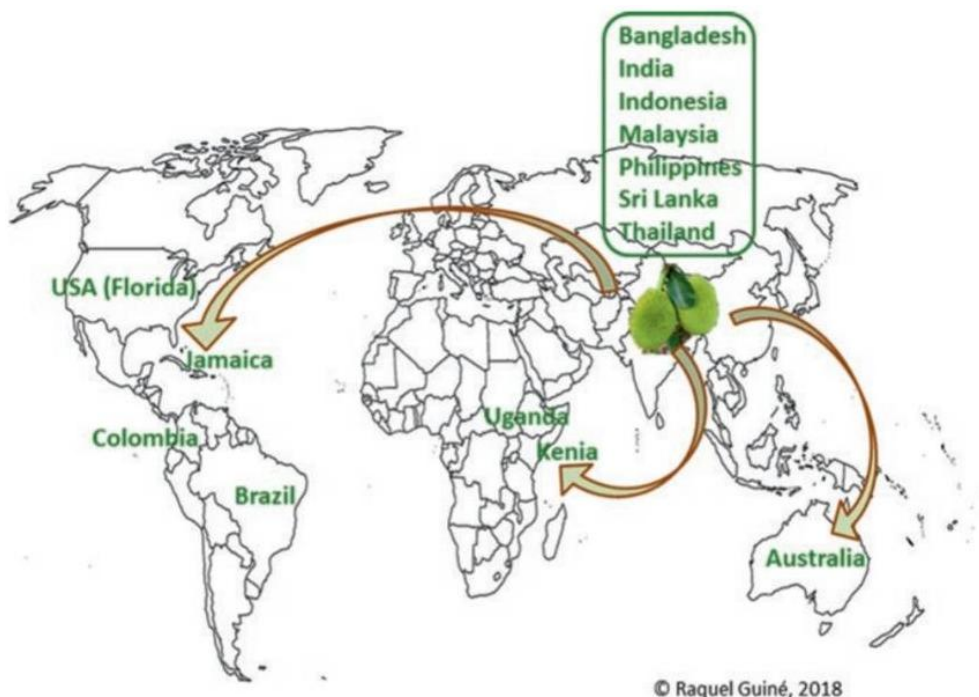 Bangladesh
India
Indonesia
Malaysia
Philippines
Sri Lanka
Thailand
USA (Florida)
Jamaica
Colombia
Brazil
Uganda
Kenia
Australia
© Raquel Guiné, 2018